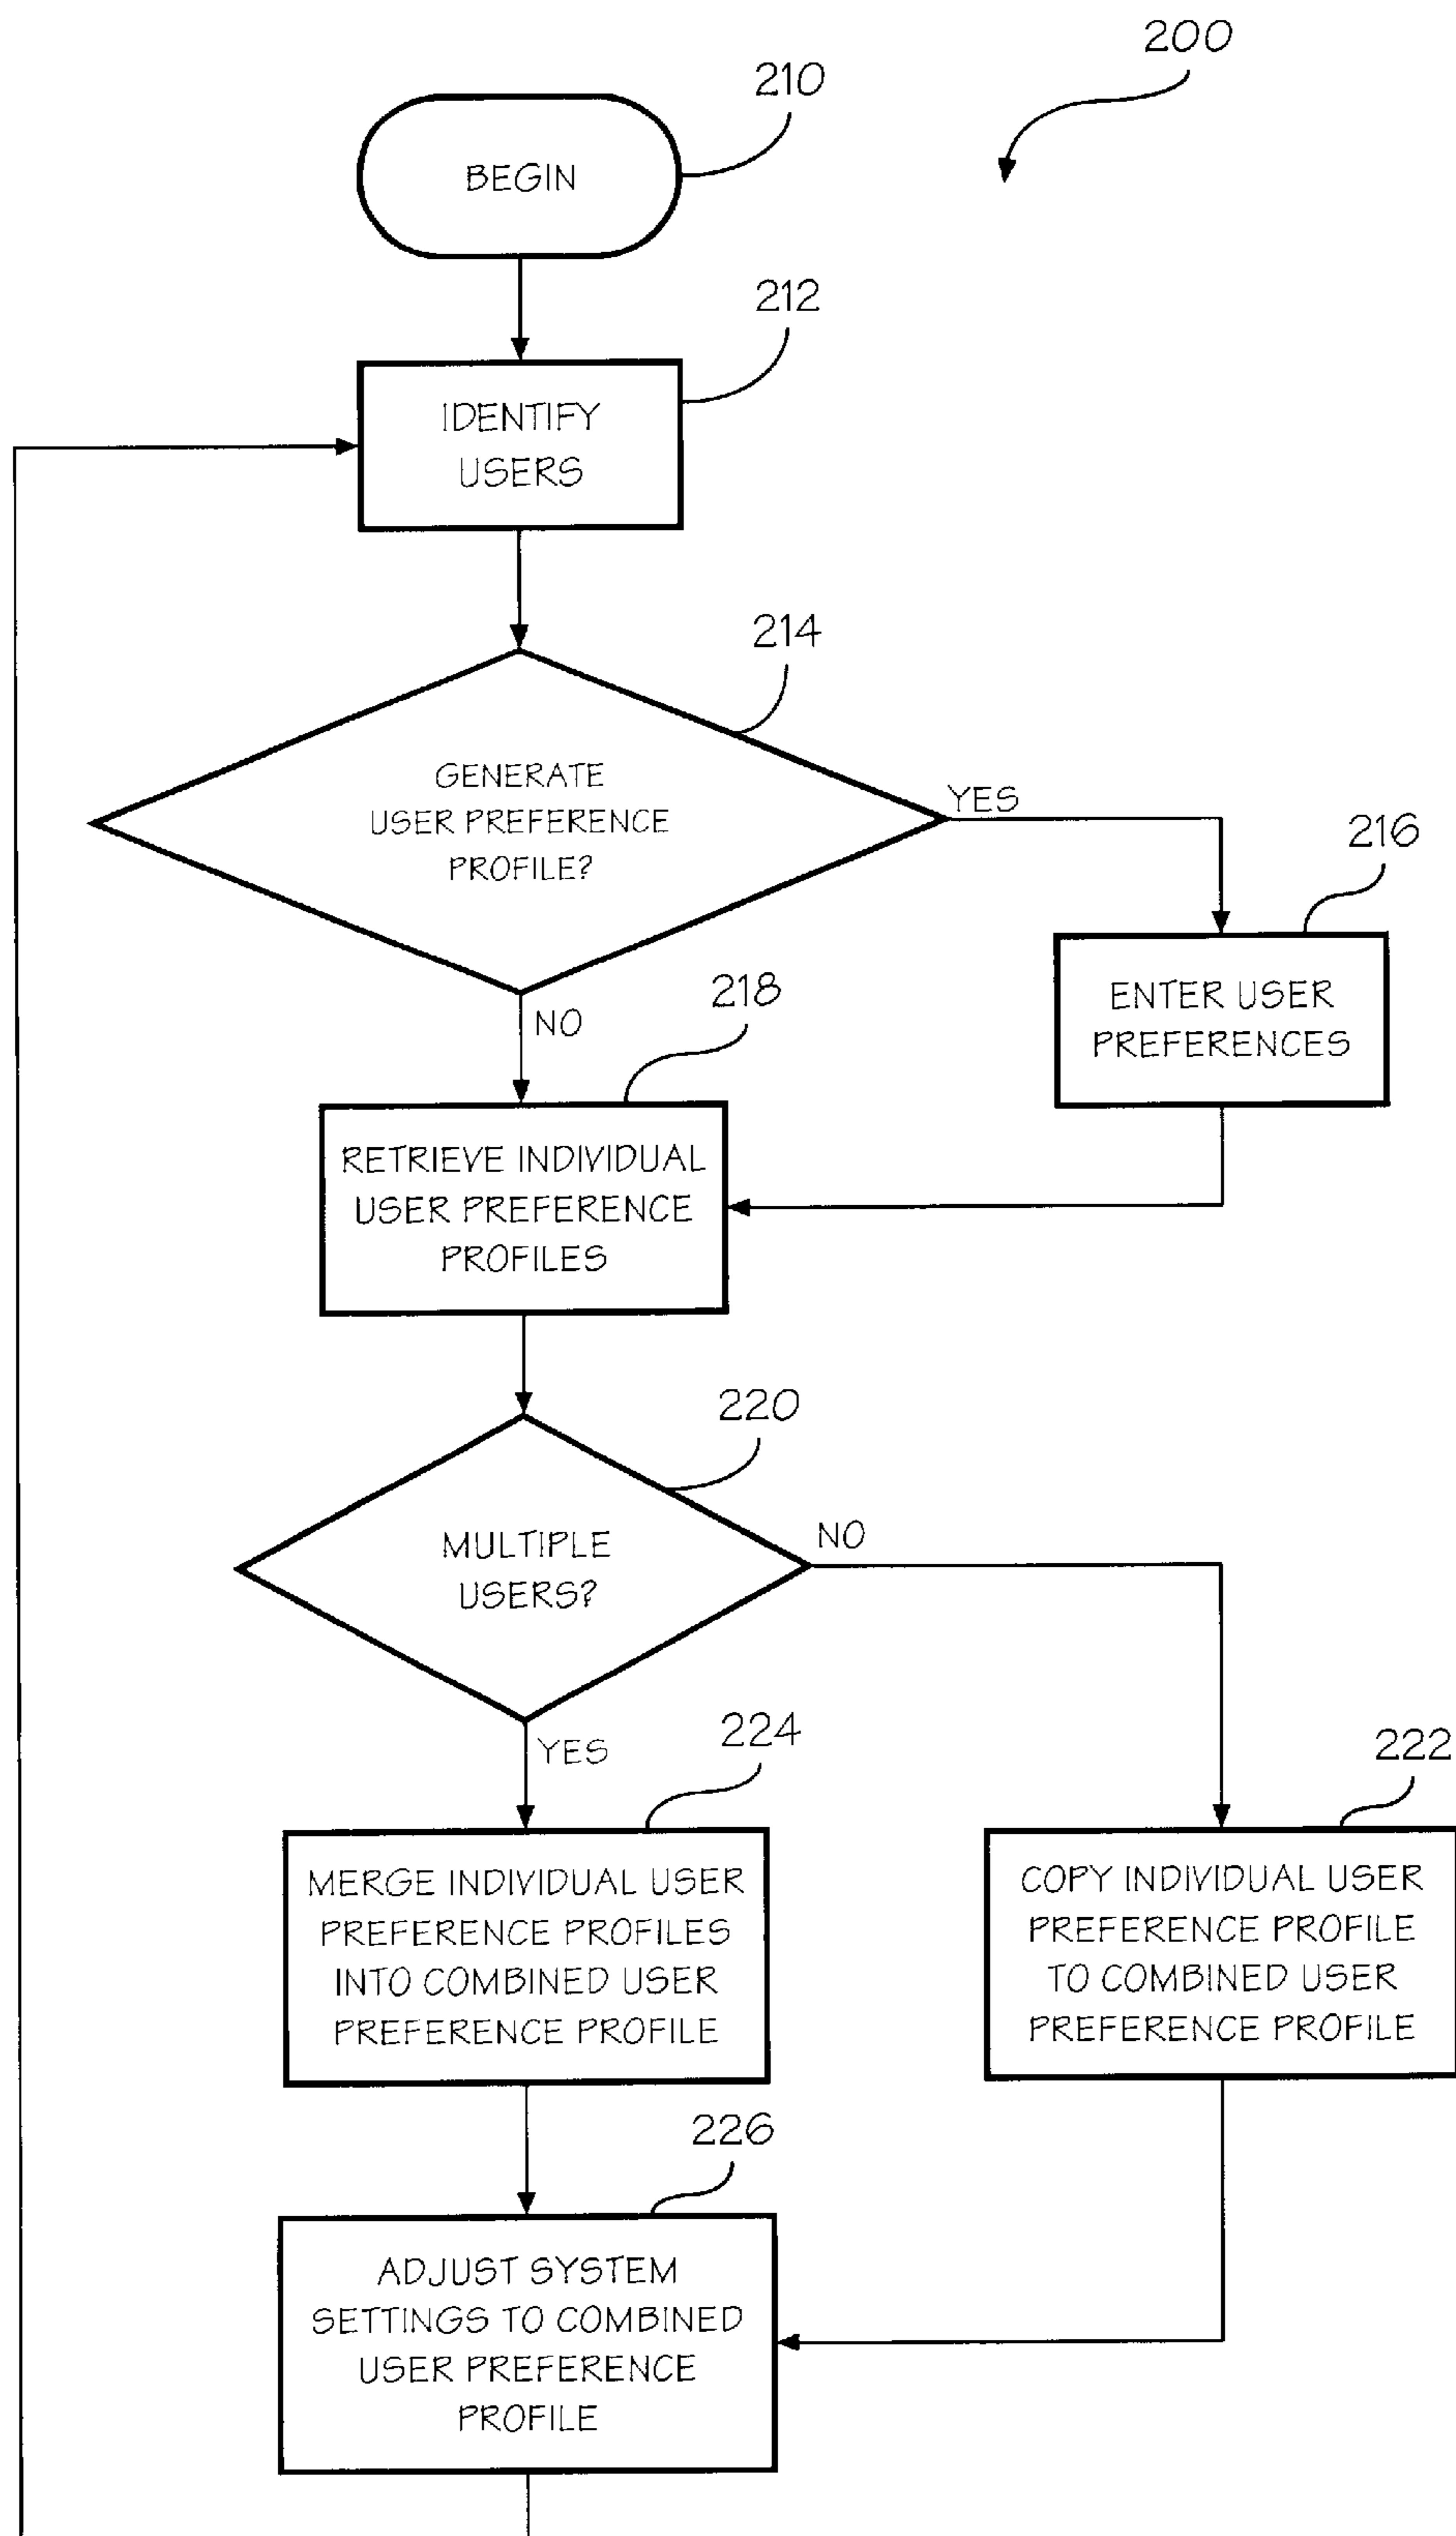 200
210
BEGIN
212
IDENTIFY
USERS
214
GENERATE
USER PREFERENCE
PROFILE?
YES
216
ENTER USER
PREFERENCES
NO
218
RETRIEVE INDIVIDUAL
USER PREFERENCE
PROFILES
220
MULTIPLE
USERS?
NO
YES
224
222
MERGE INDIVIDUAL USER
PREFERENCE PROFILES
INTO COMBINED USER
PREFERENCE PROFILE
COPY INDIVIDUAL USER
PREFERENCE PROFILE
TO COMBINED USER
PREFERENCE PROFILE
226
ADJUST SYSTEM
SETTINGS TO COMBINED
USER PREFERENCE
PROFILE